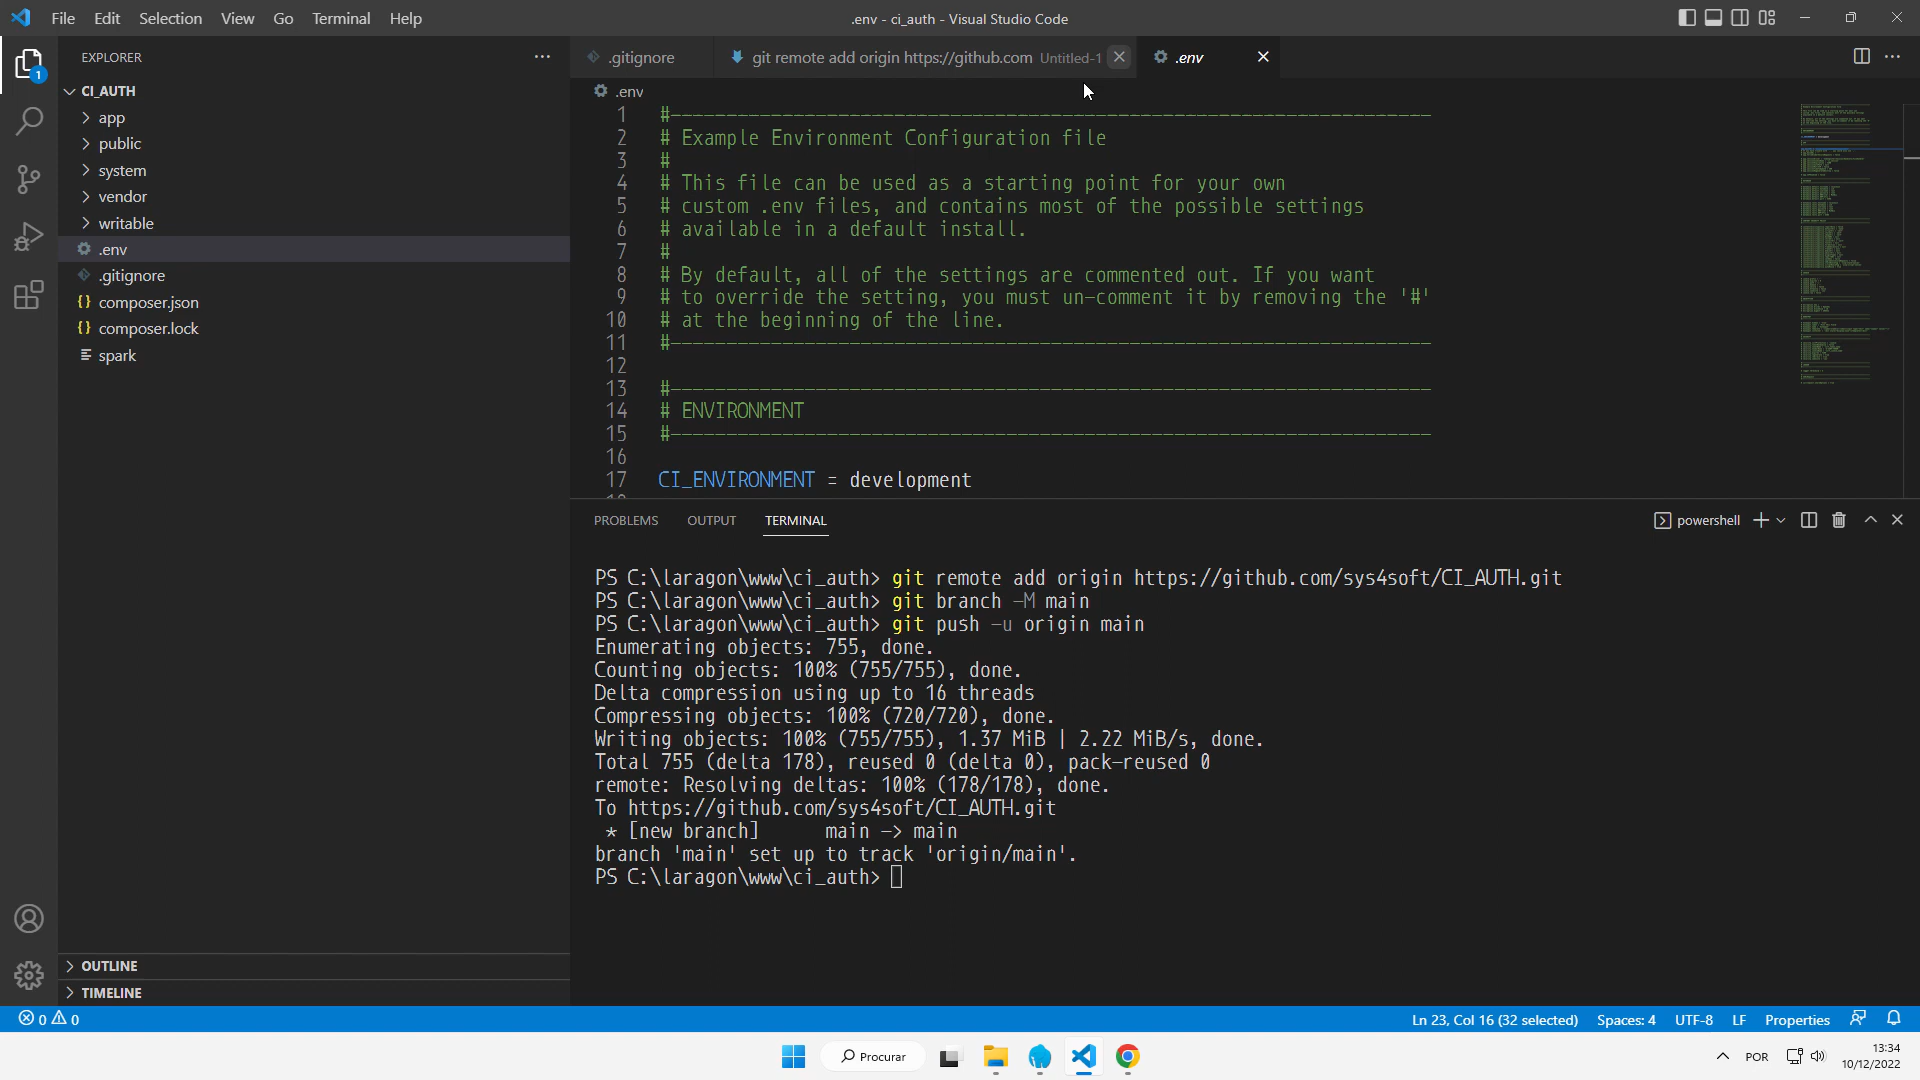 File Edit Selection View Go Terminal Help
.env - ci_auth - Visual Studio Code
EXPLORER
.gitignore
git remote add origin https://github.com Untitled-1
.env
1
CI_AUTH
app
public
system
vendor
writable
.env
.gitignore
composer.json
composer.lock
spark
OUTLINE
TIMELINE
.env
1 #--------------------------------------------------------------------
2 # Example Environment Configuration file
3 #
4 # This file can be used as a starting point for your own
5 # custom .env files, and contains most of the possible settings
6 # available in a default install.
7 #
8 # By default, all of the settings are commented out. If you want
9 # to override the setting, you must un-comment it by removing the '#'
10 # at the beginning of the line.
11 #--------------------------------------------------------------------
12
13 #--------------------------------------------------------------------
14 # ENVIRONMENT
15 #--------------------------------------------------------------------
16
17 CI_ENVIRONMENT = development
PROBLEMS OUTPUT TERMINAL
powershell
PS C:\laragon\www\ci_auth> git remote add origin https://github.com/sys4soft/CI_AUTH.git
PS C:\laragon\www\ci_auth> git branch -M main
PS C:\laragon\www\ci_auth> git push -u origin main
Enumerating objects: 755, done.
Counting objects: 100% (755/755), done.
Delta compression using up to 16 threads
Compressing objects: 100% (720/720), done.
Writing objects: 100% (755/755), 1.37 MiB | 2.22 MiB/s, done.
Total 755 (delta 178), reused 0 (delta 0), pack-reused 0
remote: Resolving deltas: 100% (178/178), done.
To https://github.com/sys4soft/CI_AUTH.git
* [new branch] main -> main
branch 'main' set up to track 'origin/main'.
PS C:\laragon\www\ci_auth>
0 0
Ln 23, Col 16 (32 selected) Spaces: 4 UTF-8 LF Properties
Procurar
POR
13:34
10/12/2022